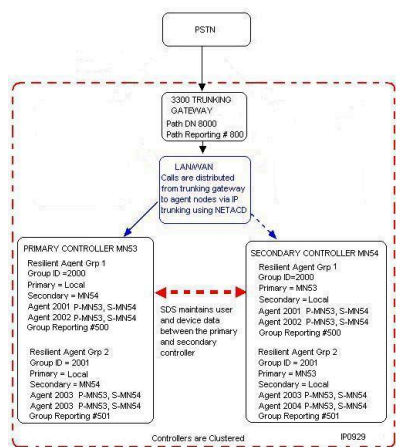 PSTN
3300 TRUNKING
GATEWAY
Path DN 8000
Path Reporting # 800
LAN/WAN
Calls are distributed
from trunking gateway
to agent nodes via IP
trunking using NETACD
PRIMARY CONTROLLER MN53
Resilient Agent Grp 1
Group ID =2000
Primary = Local
Secondary = MN54
Agent 2001 P-MN53, S-MN54
Agent 2002 P-MN53, S-MN54
Group Reporting #500
Resilient Agent Grp 2
Group ID = 2001
Primary = Local
Secondary = MN54
Agent 2003 P-MN53, S-MN54
Agent 2003 P-MN53, S-MN54
Group Reporting #501
SDS maintains user
and device data
between the primary
and secondary
controller
SECONDARY CONTROLLER MN54
Resilient Agent Grp 1
Group ID=2000
Primary =MN53
Secondary =Local
Agent 2001 P-MN53, S-MN54
Agent 2002 P-MN53, S-MN54
Group Reporting #500
Resilient Agent Grp 2
Group ID = 2001
Primary = MN53
Secondary =Local
Agent 2003 P-MN53, S-MN54
Agent 2004 P-MN53, S-MN54
Group Reporting #501
Controllers are Clustered
IP0929